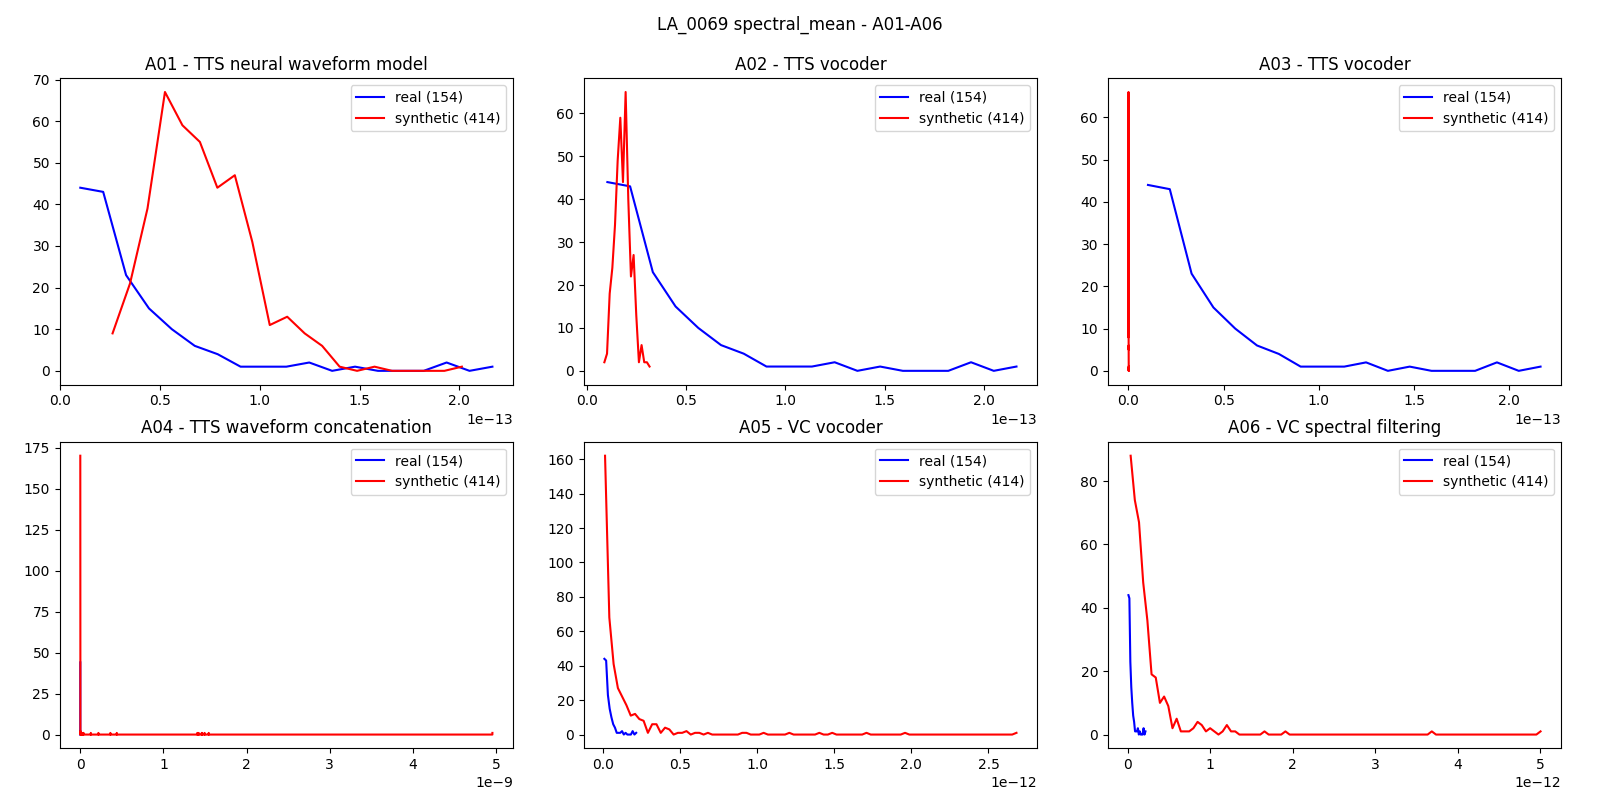 LA_0069 spectral_mean - A01-A06
A01 - TTS neural waveform model
70
60
50
40
30
20
10
0
real (154)
synthetic (414)
0.0 0.5 1.0 1.5 2.0
1e−13
A02 - TTS vocoder
60
50
40
30
20
10
0
real (154)
synthetic (414)
0.0 0.5 1.0 1.5 2.0
1e−13
A03 - TTS vocoder
60
50
40
30
20
10
0
real (154)
synthetic (414)
0.0 0.5 1.0 1.5 2.0
1e−13
A04 - TTS waveform concatenation
175
150
125
100
75
50
25
0
real (154)
synthetic (414)
0 1 2 3 4 5
1e−9
A05 - VC vocoder
160
140
120
100
80
60
40
20
0
real (154)
synthetic (414)
0.0 0.5 1.0 1.5 2.0 2.5
1e−12
A06 - VC spectral filtering
80
60
40
20
0
real (154)
synthetic (414)
0 1 2 3 4 5
1e−12